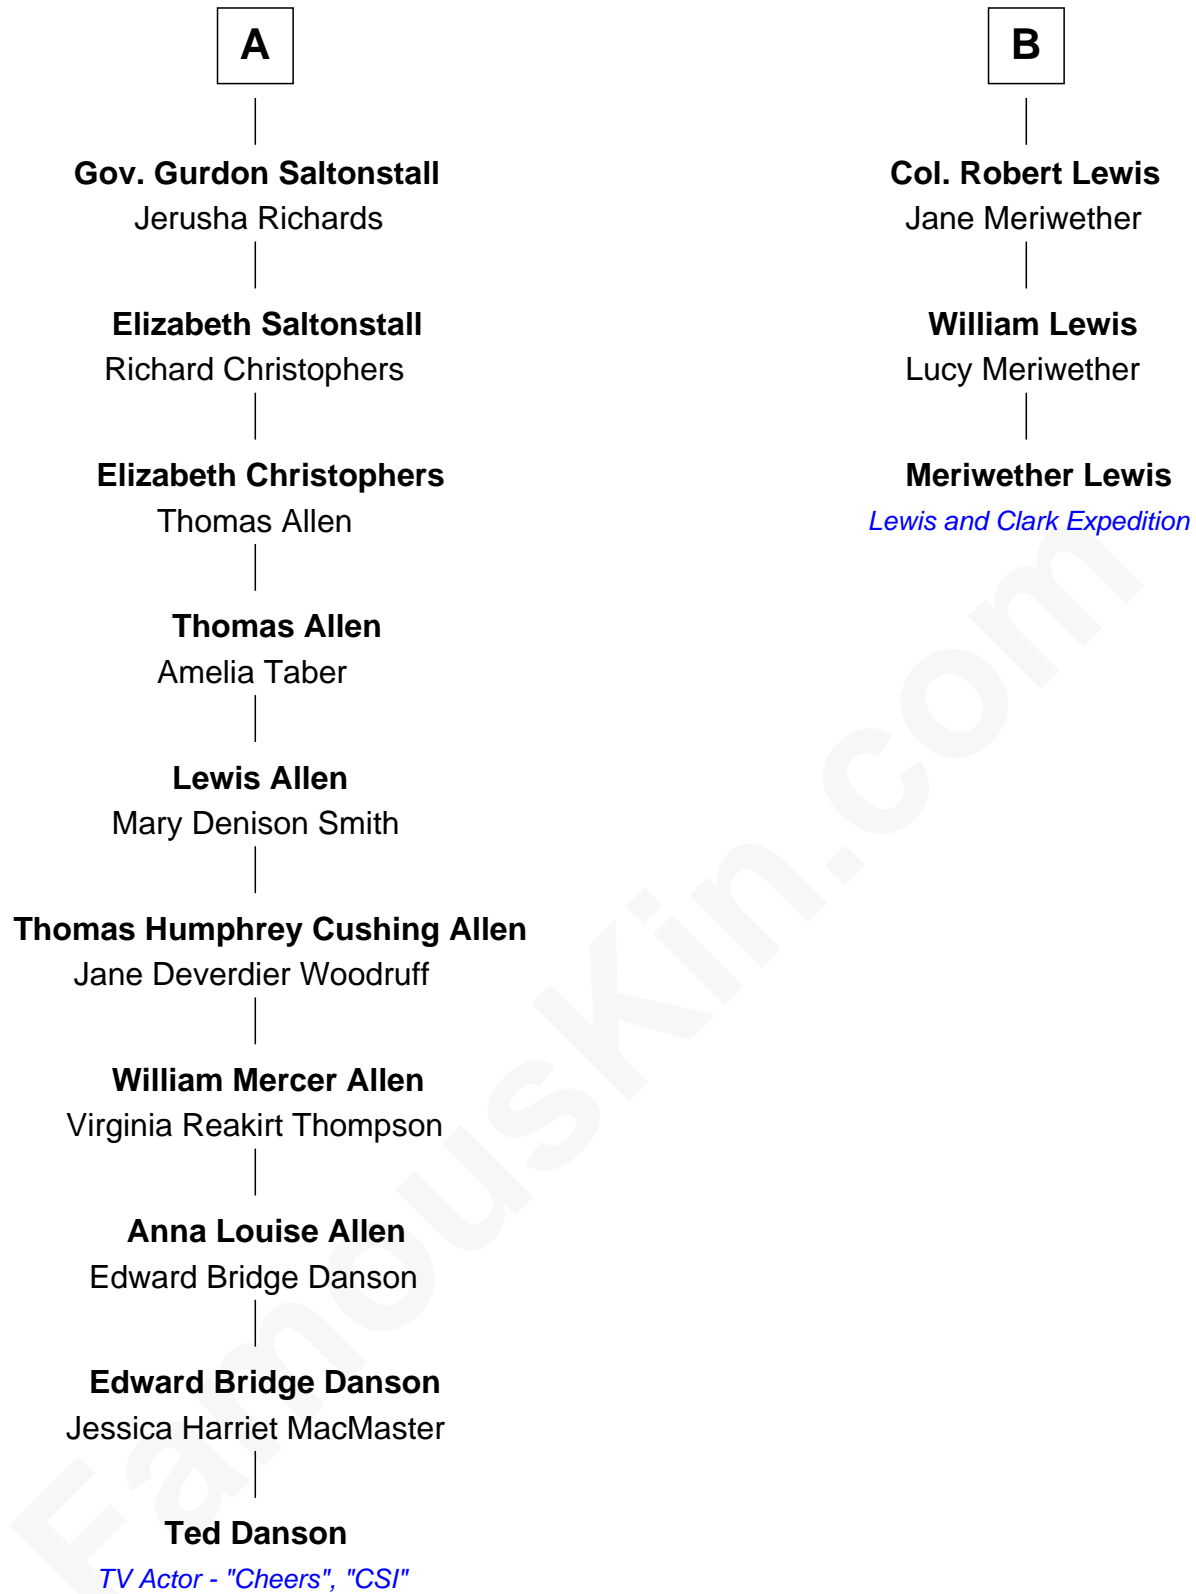 A
Gov. Gurdon Saltonstall
Jerusha Richards
Elizabeth Saltonstall
Richard Christophers
Elizabeth Christophers
Thomas Allen
Thomas Allen
Amelia Taber
Lewis Allen
Mary Denison Smith
Thomas Humphrey Cushing Allen
Jane Deverdier Woodruff
William Mercer Allen
Virginia Reakirt Thompson
Anna Louise Allen
Edward Bridge Danson
Edward Bridge Danson
Jessica Harriet MacMaster
Ted Danson
TV Actor - "Cheers", "CSI"
B
Col. Robert Lewis
Jane Meriwether
William Lewis
Lucy Meriwether
Meriwether Lewis
Lewis and Clark Expedition
FamousKin.com